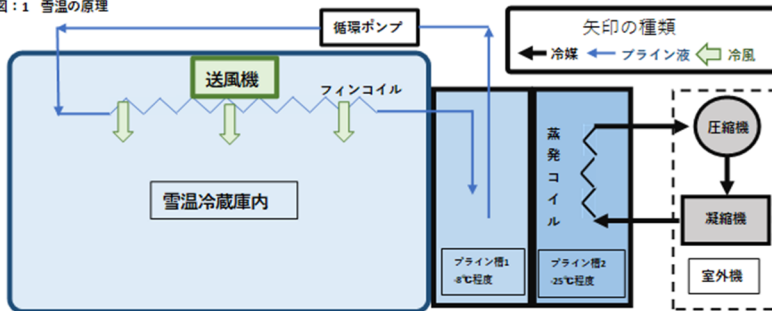 図：1 雪温の原理
循環ポンプ
矢印の種類
冷媒 ブライン液 冷風
送風機
フィンコイル
蒸発コイル
圧縮機
雪温冷蔵庫内
凝縮機
ブライン槽1
-8℃程度
ブライン槽2
-25℃程度
室外機